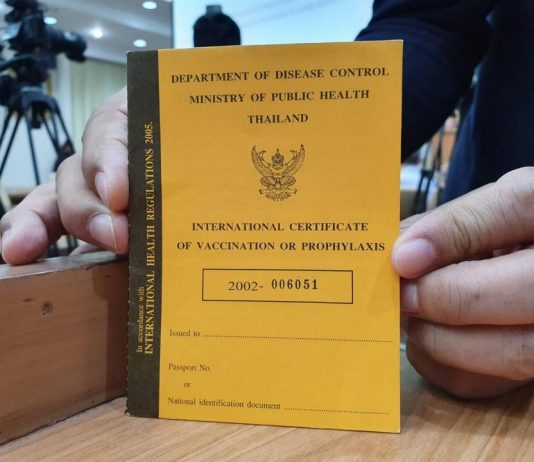 DEPARTMENT OF DISEASE CONTROL
MINISTRY OF PUBLIC HEALTH
THAILAND
INTERNATIONAL CERTIFICATE
OF VACCINATION OR PROPHYLAXIS
2002- 006051
Issued to
Passport No.
or
National identification document
In accordance with
INTERNATIONAL HEALTH REGULATIONS 2005.